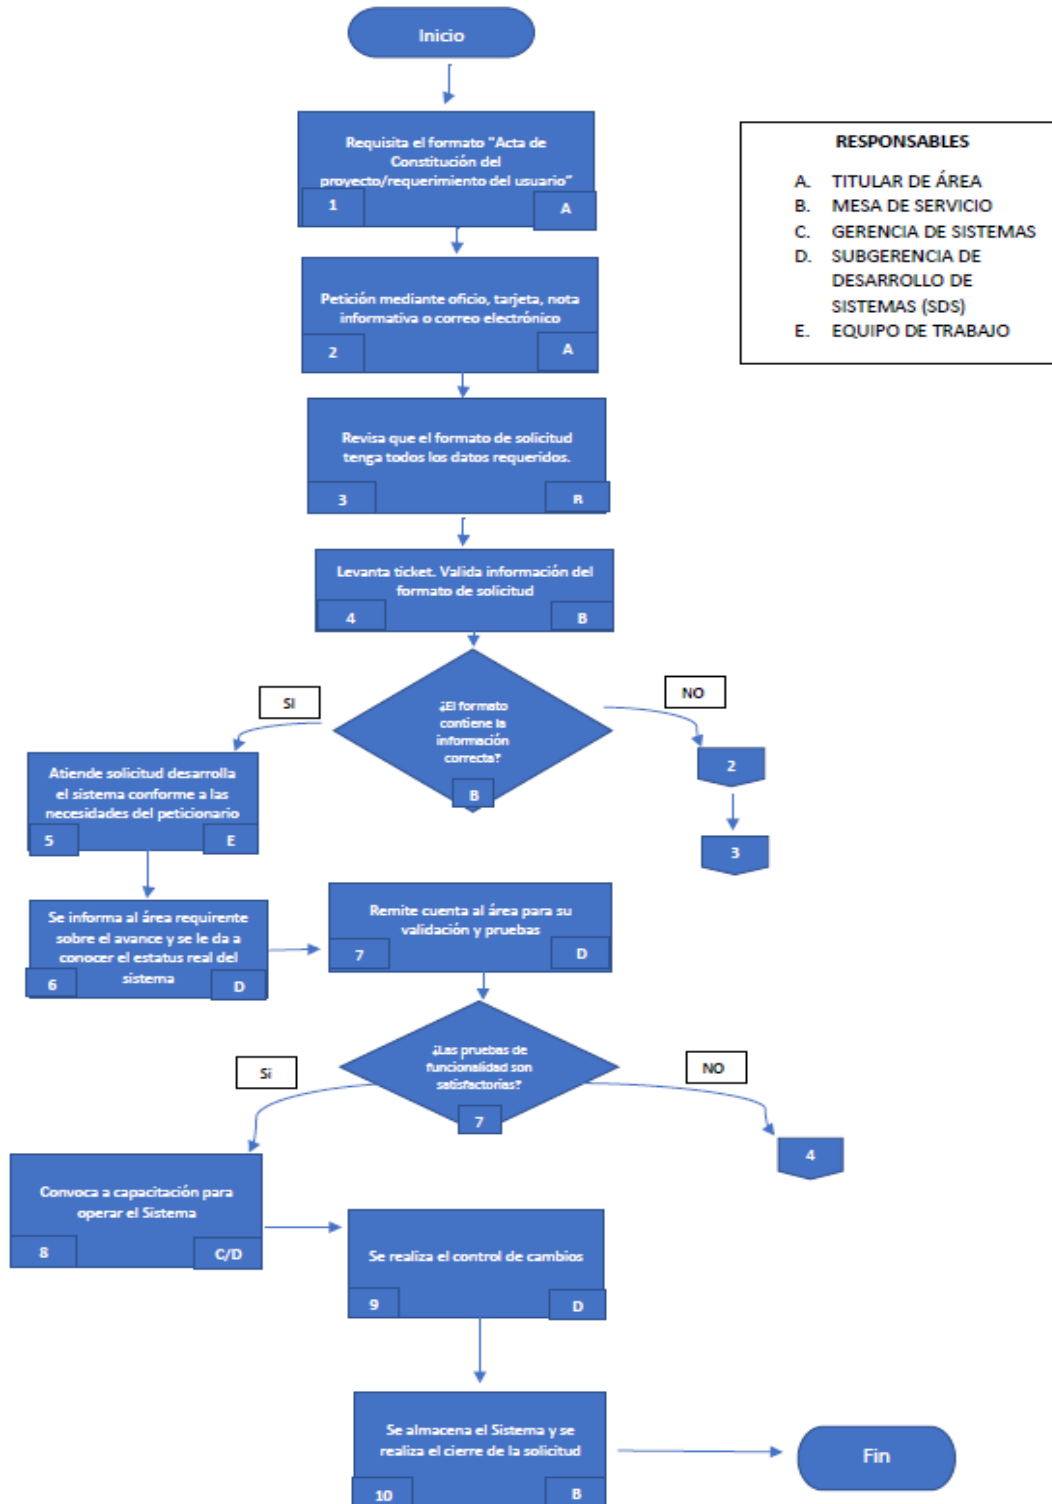 Inicio
Requisita el formato "Acta de
Constitución del
proyecto/requerimiento del usuario"
1
A
RESPONSABLES
A. TITULAR DE ÁREA
B. MESA DE SERVICIO
C. GERENCIA DE SISTEMAS
D. SUBGERENCIA DE
DESARROLLO DE
SISTEMAS (SDS)
E. EQUIPO DE TRABAJO
Petición mediante oficio, tarjeta, nota
informativa o correo electrónico
2
A
Revisa que el formato de solicitud
tenga todos los datos requeridos.
3
B
Levanta ticket. Valida información del
formato de solicitud
4
B
¿El formato
contiene la
información
correcta?
B
SI
NO
2
3
Atiende solicitud desarrolla
el sistema conforme a las
necesidades del peticionario
5
E
Se informa al área requirente
sobre el avance y se le da a
conocer el estatus real del
sistema
6
D
Remite cuenta al área para su
validación y pruebas
7
D
¿Las pruebas de
funcionalidad son
satisfactorias?
7
Si
NO
4
Convoca a capacitación para
operar el Sistema
8
C/D
Se realiza el control de cambios
9
D
Se almacena el Sistema y se
realiza el cierre de la solicitud
10
B
Fin